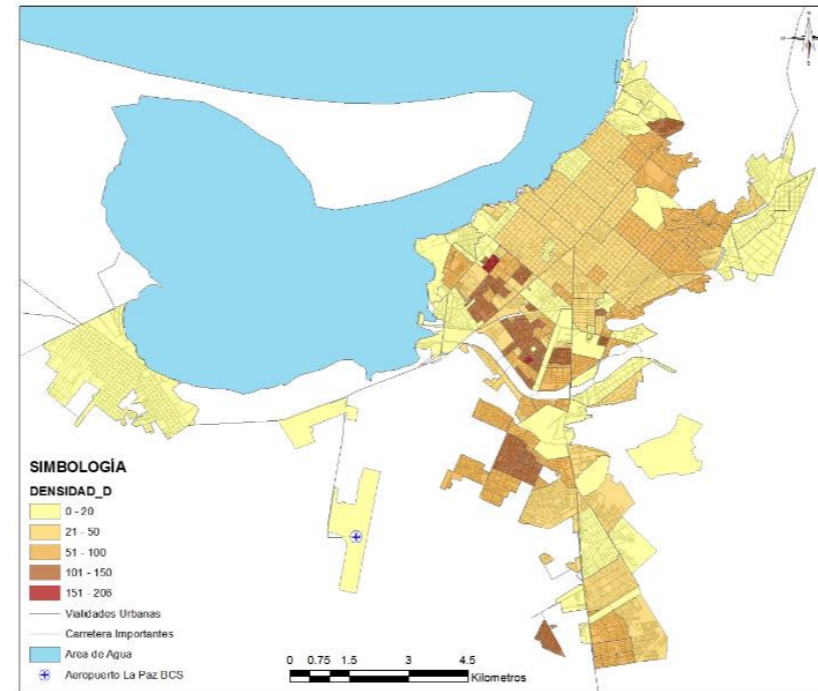 SIMBOLOGÍA
DENSIDAD_D
0 - 20
21 - 50
51 - 100
101 - 150
151 - 206
Vialidades Urbanas
Carretera Importantes
Area de Agua
Aeropuerto La Paz BCS
0 0.75 1.5 3 4.5
Kilometros